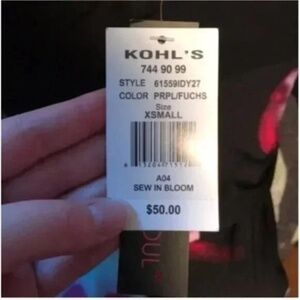 KOHL'S
744 90 99
STYLE 61559IDY27
COLOR PRPL/FUCHS
Size
XSMALL
A04
SEW IN BLOOM
$50.00